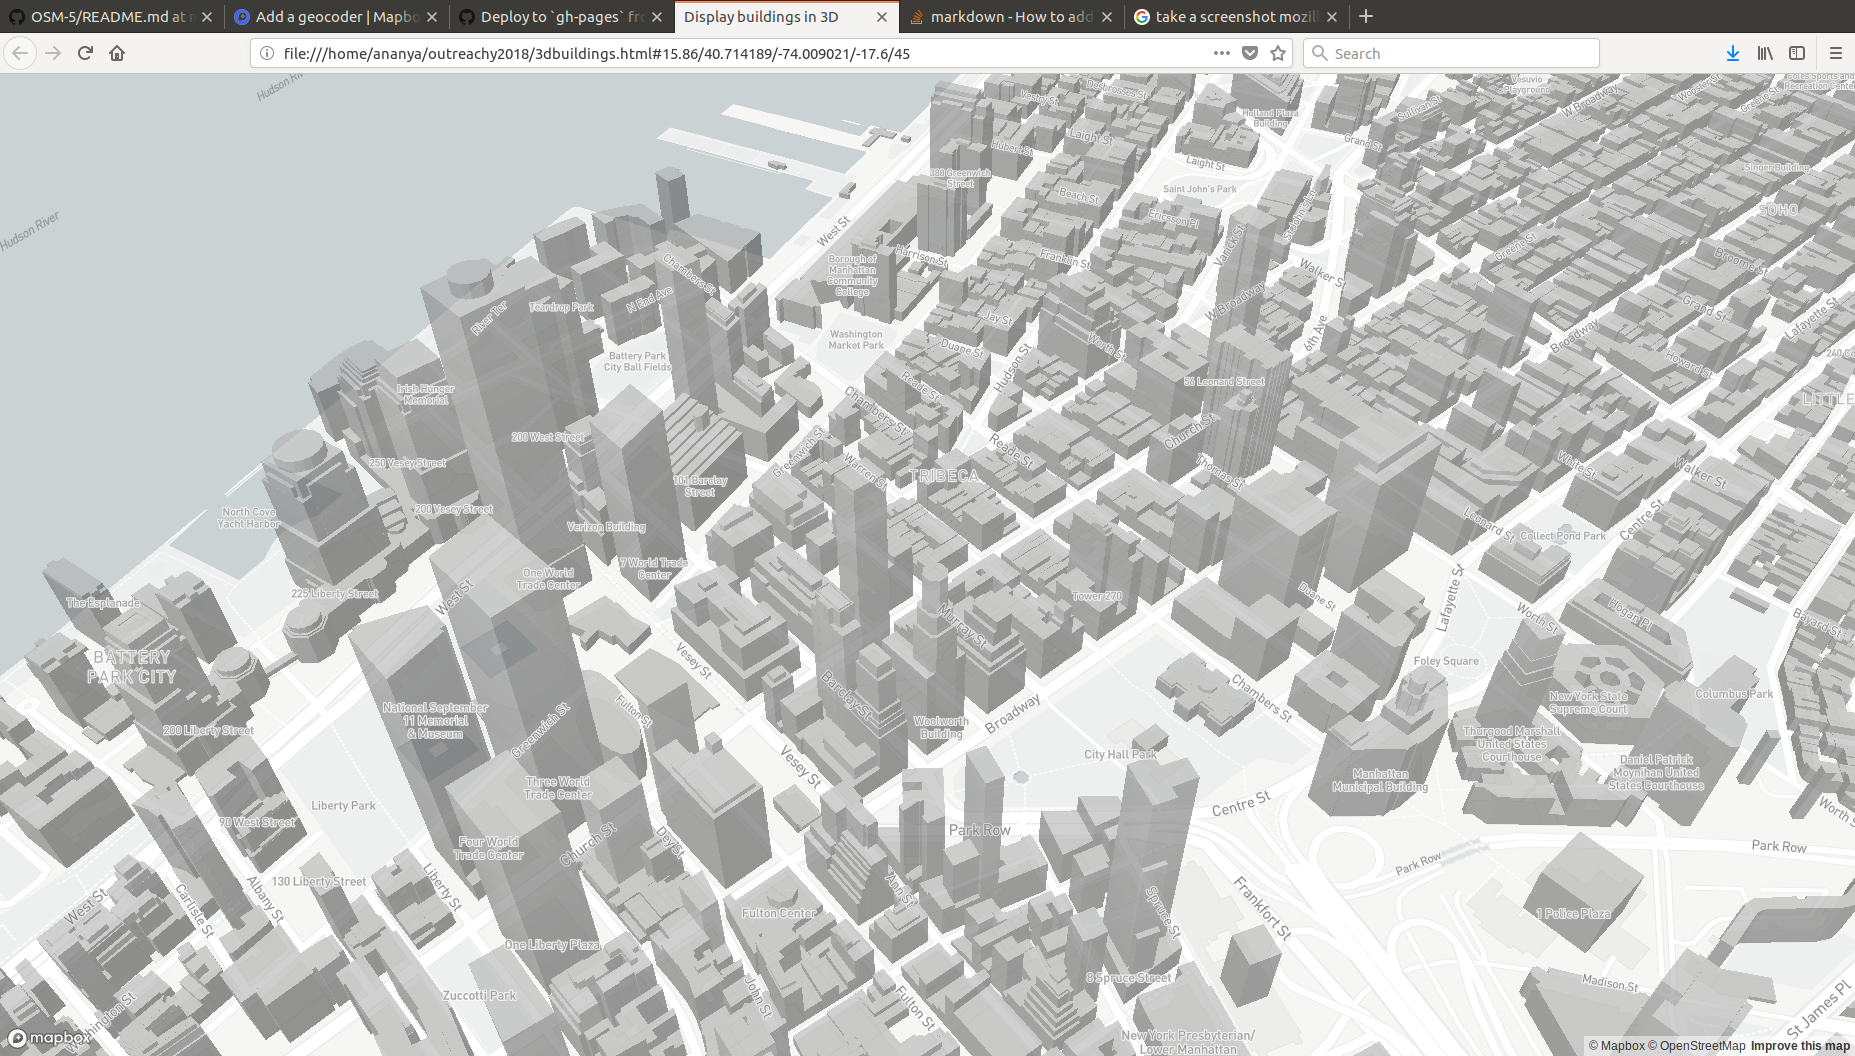 OSM-5/README.md at
Add a geocoder | Mapbo
Deploy to `gh-pages` fro
Display buildings in 3D
markdown - How to add
take a screenshot mozill
file:///home/ananya/outreachy2018/3dbuildings.html#15.86/40.714189/-74.009021/-17.6/45
Search
Hudson River
Hudson River
Vestry St
Desbrosses St
Vesuvio
Playground
W Broadway
Wooster St
Greene St
Recreation Center
Sullivan St
Holland Plaza
Building
Laight St
Hubert St
Grand St
Laight St
388 Greenwich
Street
Saint John's Park
Singer Building
Beach St
Ericsson Pl
St Johns Ln
SOHO
West St
Varick St
Harrison St
Franklin St
Greene St
Broome St
Borough of
Manhattan
Community
College
Chambers St
Walker St
N End Ave
Teardrop Park
River Ter
W Broadway
Grand St
Lafayette St
Jay St
Washington
Market Park
Duane St
Worth St
6th Ave
Broadway
Howard St
Battery Park
City Ball Fields
Hudson St
Irish Hunger
Memorial
Reade St
56 Leonard Street
LITTLE
Chambers St
200 West Street
Greenwich St
Church St
Reade St
250 Vesey Street
Warren St
TRIBECA
Thomas St
White St
Walker St
101 Barclay
Street
200 Vesey Street
North Cove
Yacht Harbor
Verizon Building
Leonard St
Collect Pond Park
Centre St
7 World Trade
Center
One World
Trade Center
West St
225 Liberty Street
The Esplanade
Tower 270
Duane St
Lafayette St
Worth St
Hogan Pl
Bayard St
Murray St
BATTERY
PARK CITY
Vesey St
Foley Square
Barclay St
Chambers St
New York State
Supreme Court
Columbus Park
National September
11 Memorial
& Museum
Fulton St
Greenwich St
200 Liberty Street
Woolworth
Building
Broadway
Thurgood Marshall
United States
Courthouse
City Hall Park
Vesey St
Manhattan
Municipal Building
Daniel Patrick
Moynihan United
States Courthouse
Three World
Trade Center
Liberty Park
Centre St
Worth St
90 West Street
Park Row
Four World
Trade Center
Church St
Dey St
Park Row
Park Row
130 Liberty Street
Liberty St
Albany St
Carlisle St
West St
Ann St
Spruce St
Frankfort St
Fulton Center
1 Police Plaza
One Liberty Plaza
8 Spruce Street
Madison St
Zuccotti Park
John St
Fulton St
St James Pl
Washington St
New York Presbyterian/
Lower Manhattan
mapbox
© Mapbox © OpenStreetMap Improve this map